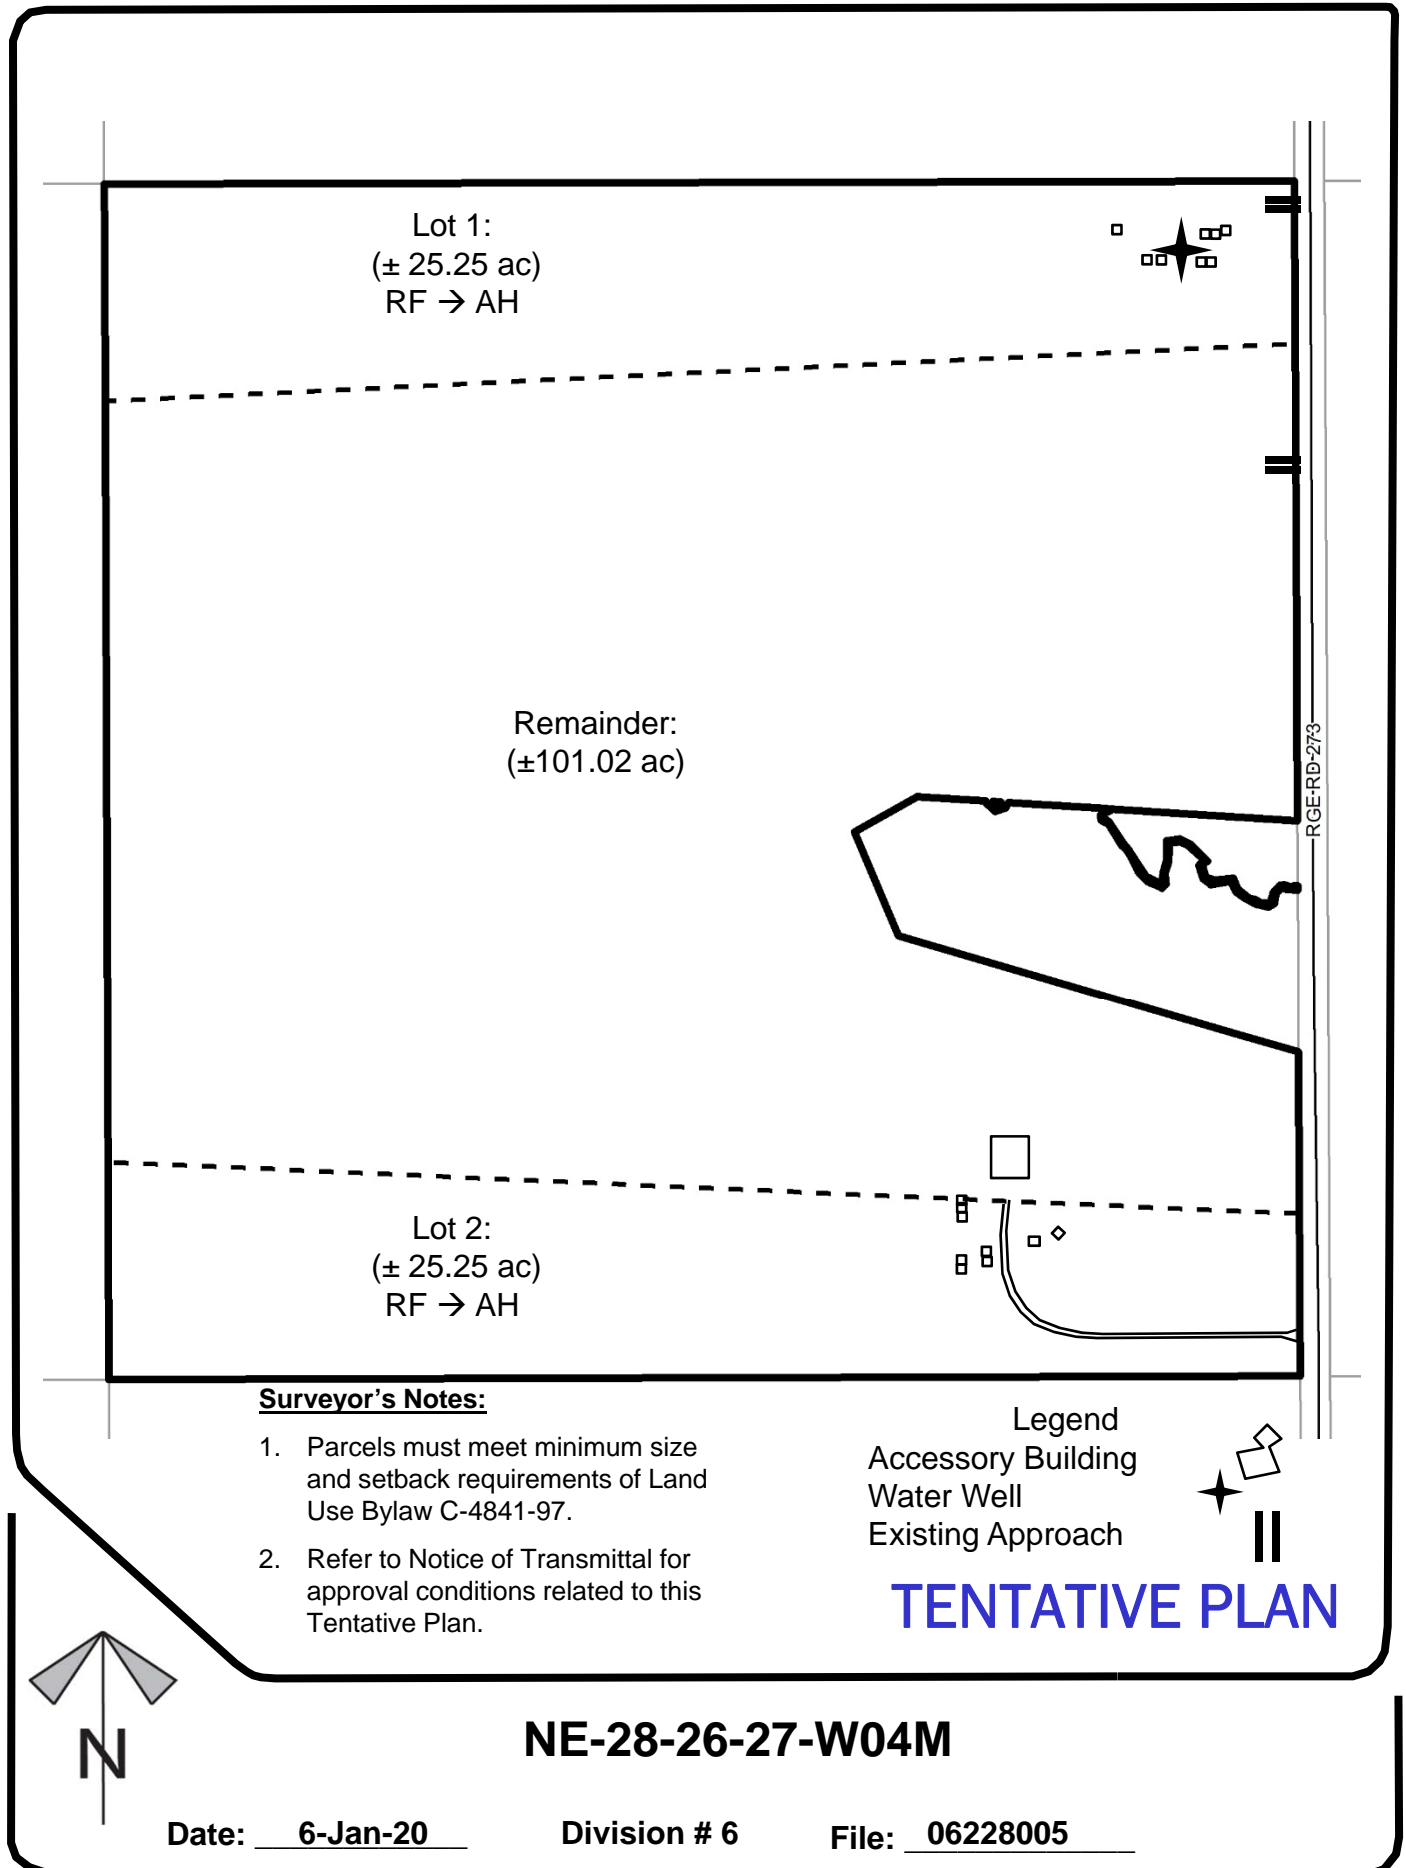 Lot 1:
(± 25.25 ac)
RF → AH
Remainder:
(±101.02 ac)
RGE-RD-273
Lot 2:
(± 25.25 ac)
RF → AH
Surveyor’s Notes:
1. Parcels must meet minimum size
and setback requirements of Land
Use Bylaw C-4841-97.
2. Refer to Notice of Transmittal for
approval conditions related to this
Tentative Plan.
Legend
Accessory Building
Water Well
Existing Approach
TENTATIVE PLAN
N
NE-28-26-27-W04M
Date: 6-Jan-20 Division # 6 File: 06228005